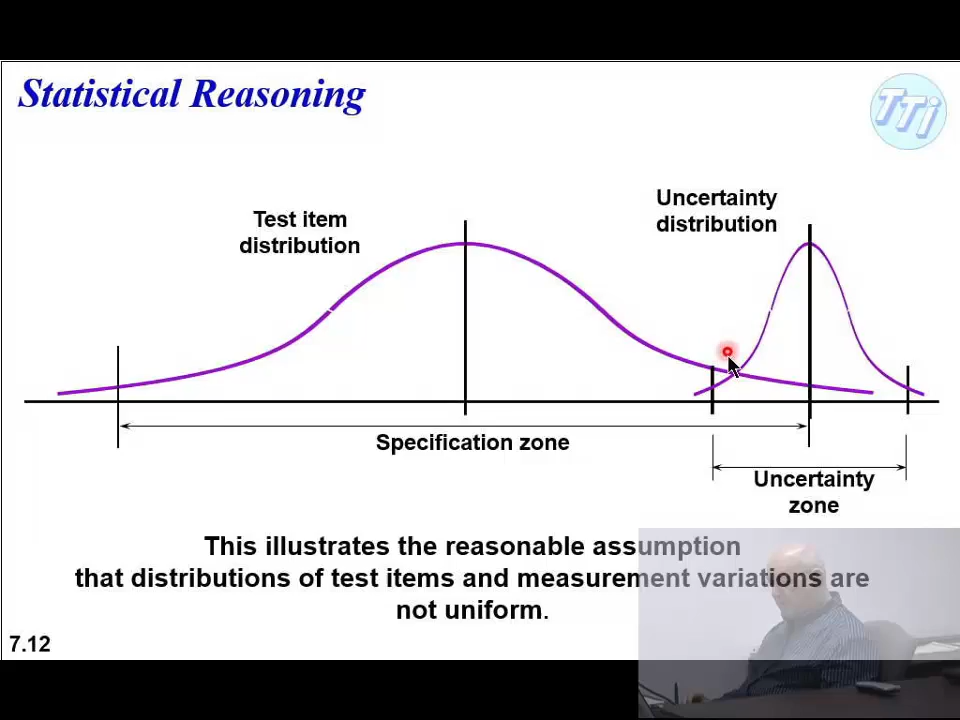 Statistical Reasoning
TTi
Test item
distribution
Uncertainty
distribution
Specification zone
Uncertainty
zone
This illustrates the reasonable assumption
that distributions of test items and measurement variations are
not uniform.
7.12